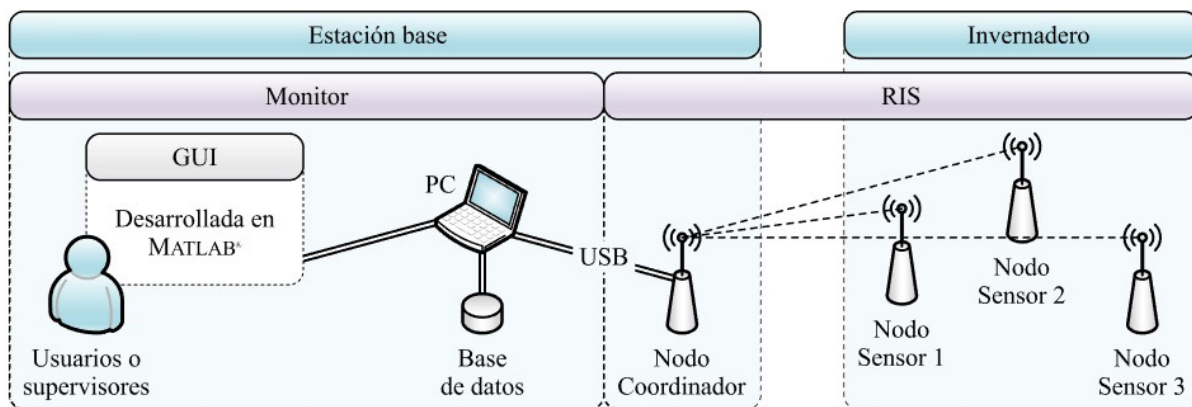 Estación base
Invernadero
Monitor
RIS
GUI
Desarrollada en
MATLAB®
PC
USB
Usuarios o
supervisores
Base
de datos
Nodo
Coordinador
Nodo
Sensor 1
Nodo
Sensor 2
Nodo
Sensor 3